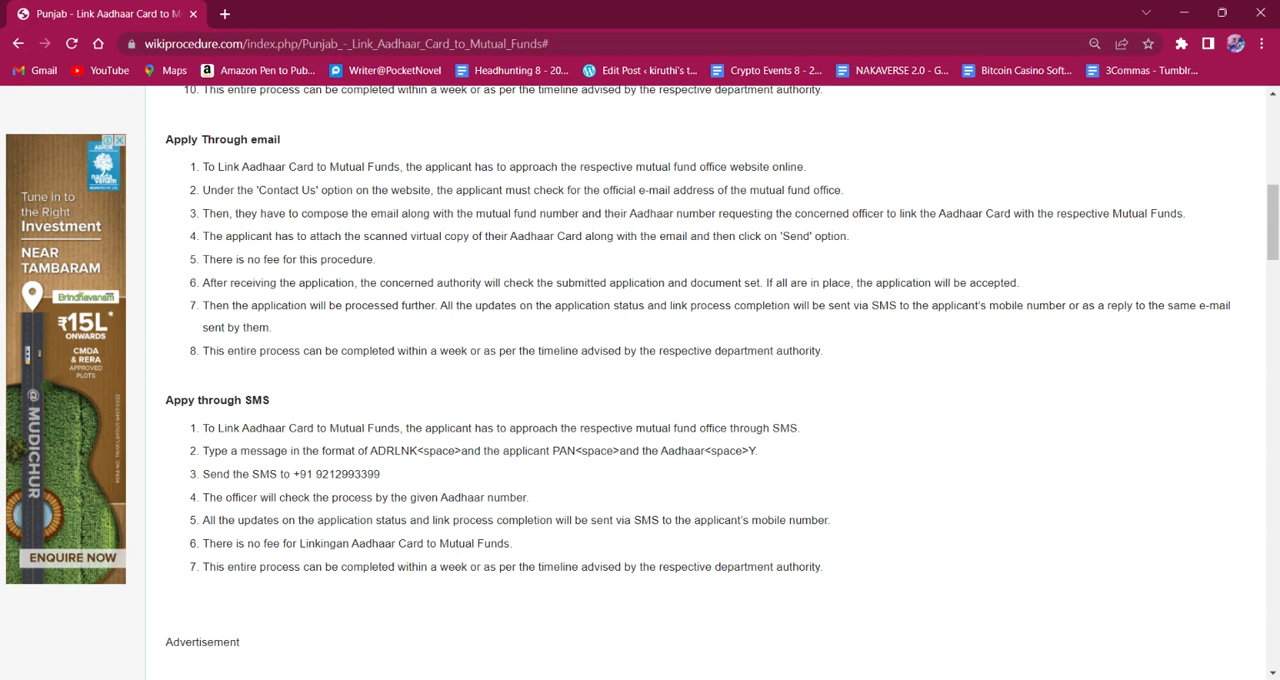 Punjab - Link Aadhaar Card to M
wikiprocedure.com/index.php/Punjab_-_Link_Aadhaar_Card_to_Mutual_Funds#
Gmail
YouTube
Maps
Amazon Pen to Pub...
Writer@PocketNovel
Headhunting 8 - 20...
Edit Post ‹ kiruthi's t...
Crypto Events 8 - 2...
NAKAVERSE 2.0 - G...
Bitcoin Casino Soft...
3Commas - Tumblr...
10. This entire process can be completed within a week or as per the timeline advised by the respective department authority.
Apply Through email
1. To Link Aadhaar Card to Mutual Funds, the applicant has to approach the respective mutual fund office website online.
2. Under the 'Contact Us' option on the website, the applicant must check for the official e-mail address of the mutual fund office.
3. Then, they have to compose the email along with the mutual fund number and their Aadhaar number requesting the concerned officer to link the Aadhaar Card with the respective Mutual Funds.
4. The applicant has to attach the scanned virtual copy of their Aadhaar Card along with the email and then click on 'Send' option.
5. There is no fee for this procedure.
6. After receiving the application, the concerned authority will check the submitted application and document set. If all are in place, the application will be accepted.
7. Then the application will be processed further. All the updates on the application status and link process completion will be sent via SMS to the applicant's mobile number or as a reply to the same e-mail
sent by them.
8. This entire process can be completed within a week or as per the timeline advised by the respective department authority.
Appy through SMS
1. To Link Aadhaar Card to Mutual Funds, the applicant has to approach the respective mutual fund office through SMS.
2. Type a message in the format of ADRLNK<space>and the applicant PAN<space>and the Aadhaar<space>Y.
3. Send the SMS to +91 9212993399
4. The officer will check the process by the given Aadhaar number.
5. All the updates on the application status and link process completion will be sent via SMS to the applicant's mobile number.
6. There is no fee for Linkingan Aadhaar Card to Mutual Funds.
7. This entire process can be completed within a week or as per the timeline advised by the respective department authority.
Advertisement
nanda
vanam
Tune in to
the Right
Investment
NEAR
TAMBARAM
Brindhavanam
₹15L*
ONWARDS
CMDA
& RERA
APPROVED
PLOTS
@ MUDICHUR
ENQUIRE NOW